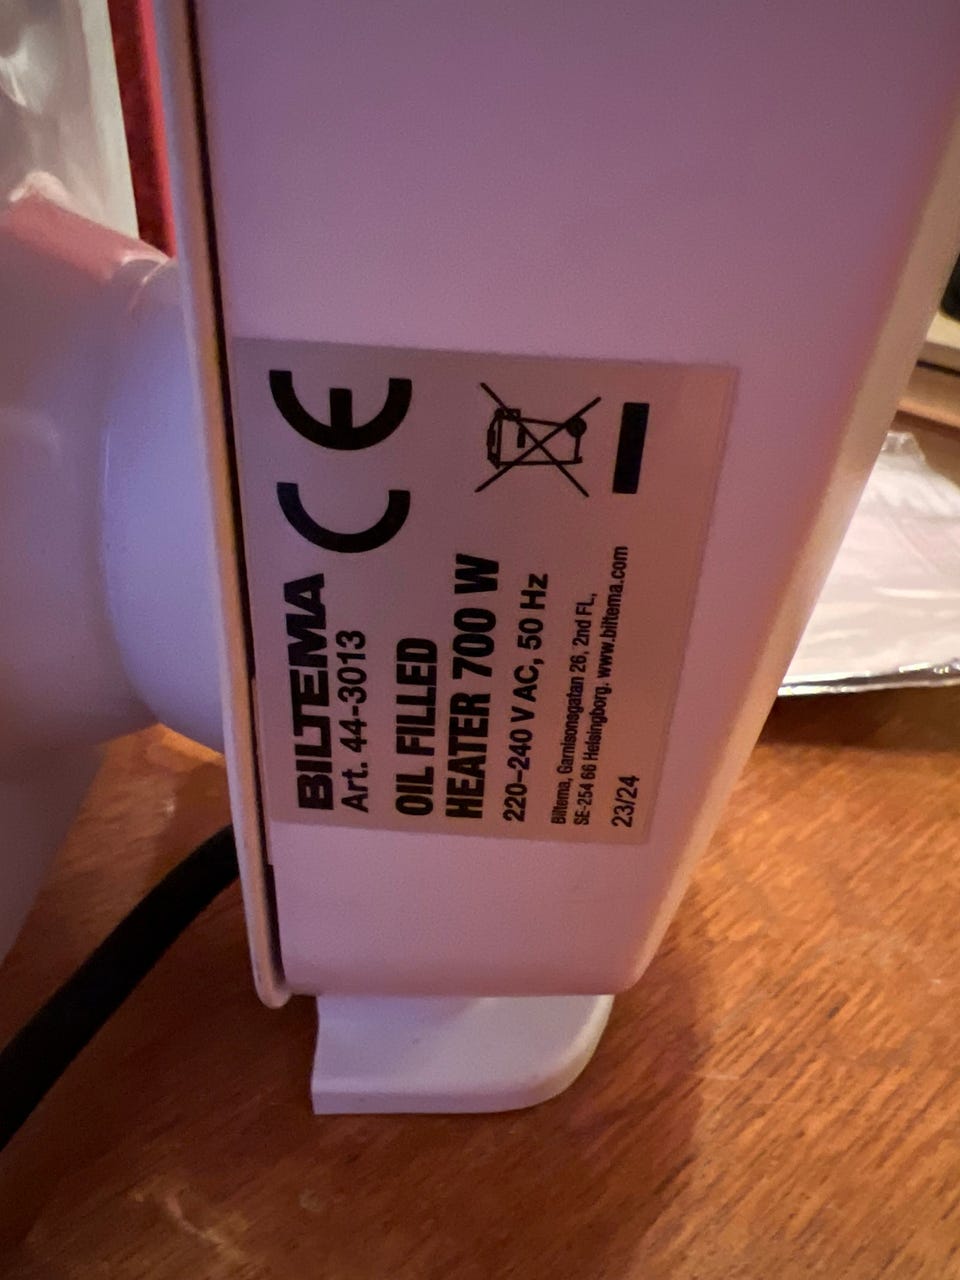 BILTEMA
Art. 44-3013
CE
OIL FILLED
HEATER 700 W
220–240 V AC, 50 Hz
Biltema, Garnisonsgatan 26, 2nd FL,
SE-254 66 Helsingborg. www.biltema.com
23/24